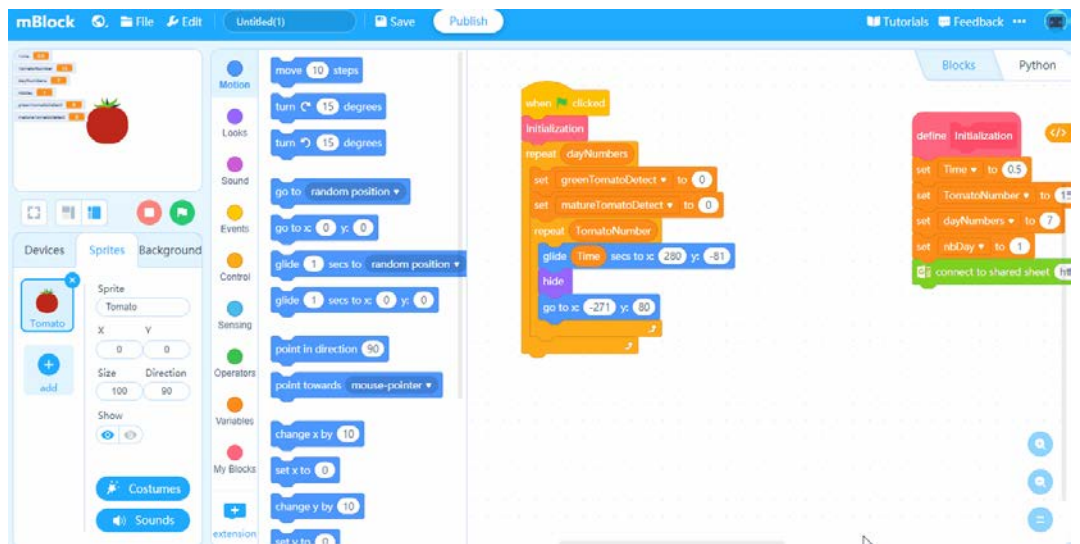 mBlock File Edit Untitled(1) Save Publish Tutorials Feedback
Blocks Python
Devices Sprites Background
Tomato
add
Sprite
Tomato
X Y
0 0
Size Direction
100 90
Show
Costumes
Sounds
Motion
Looks
Sound
Events
Control
Sensing
Operators
Variables
My Blocks
extension
move 10 steps
turn 15 degrees
turn 15 degrees
go to random position
go to x: 0 y: 0
glide 1 secs to random position
glide 1 secs to x: 0 y: 0
point in direction 90
point towards mouse-pointer
change x by 10
set x to 0
change y by 10
set y to 0
when clicked
Initialization
repeat dayNumbers
set greenTomatoDetect to 0
set matureTomatoDetect to 0
repeat TomatoNumber
glide Time secs to x: 280 y: -81
hide
go to x: -271 y: 80
define Initialization </>
set Time to 0.5
set TomatoNumber to 15
set dayNumbers to 7
set nbDay to 1
connect to shared sheet